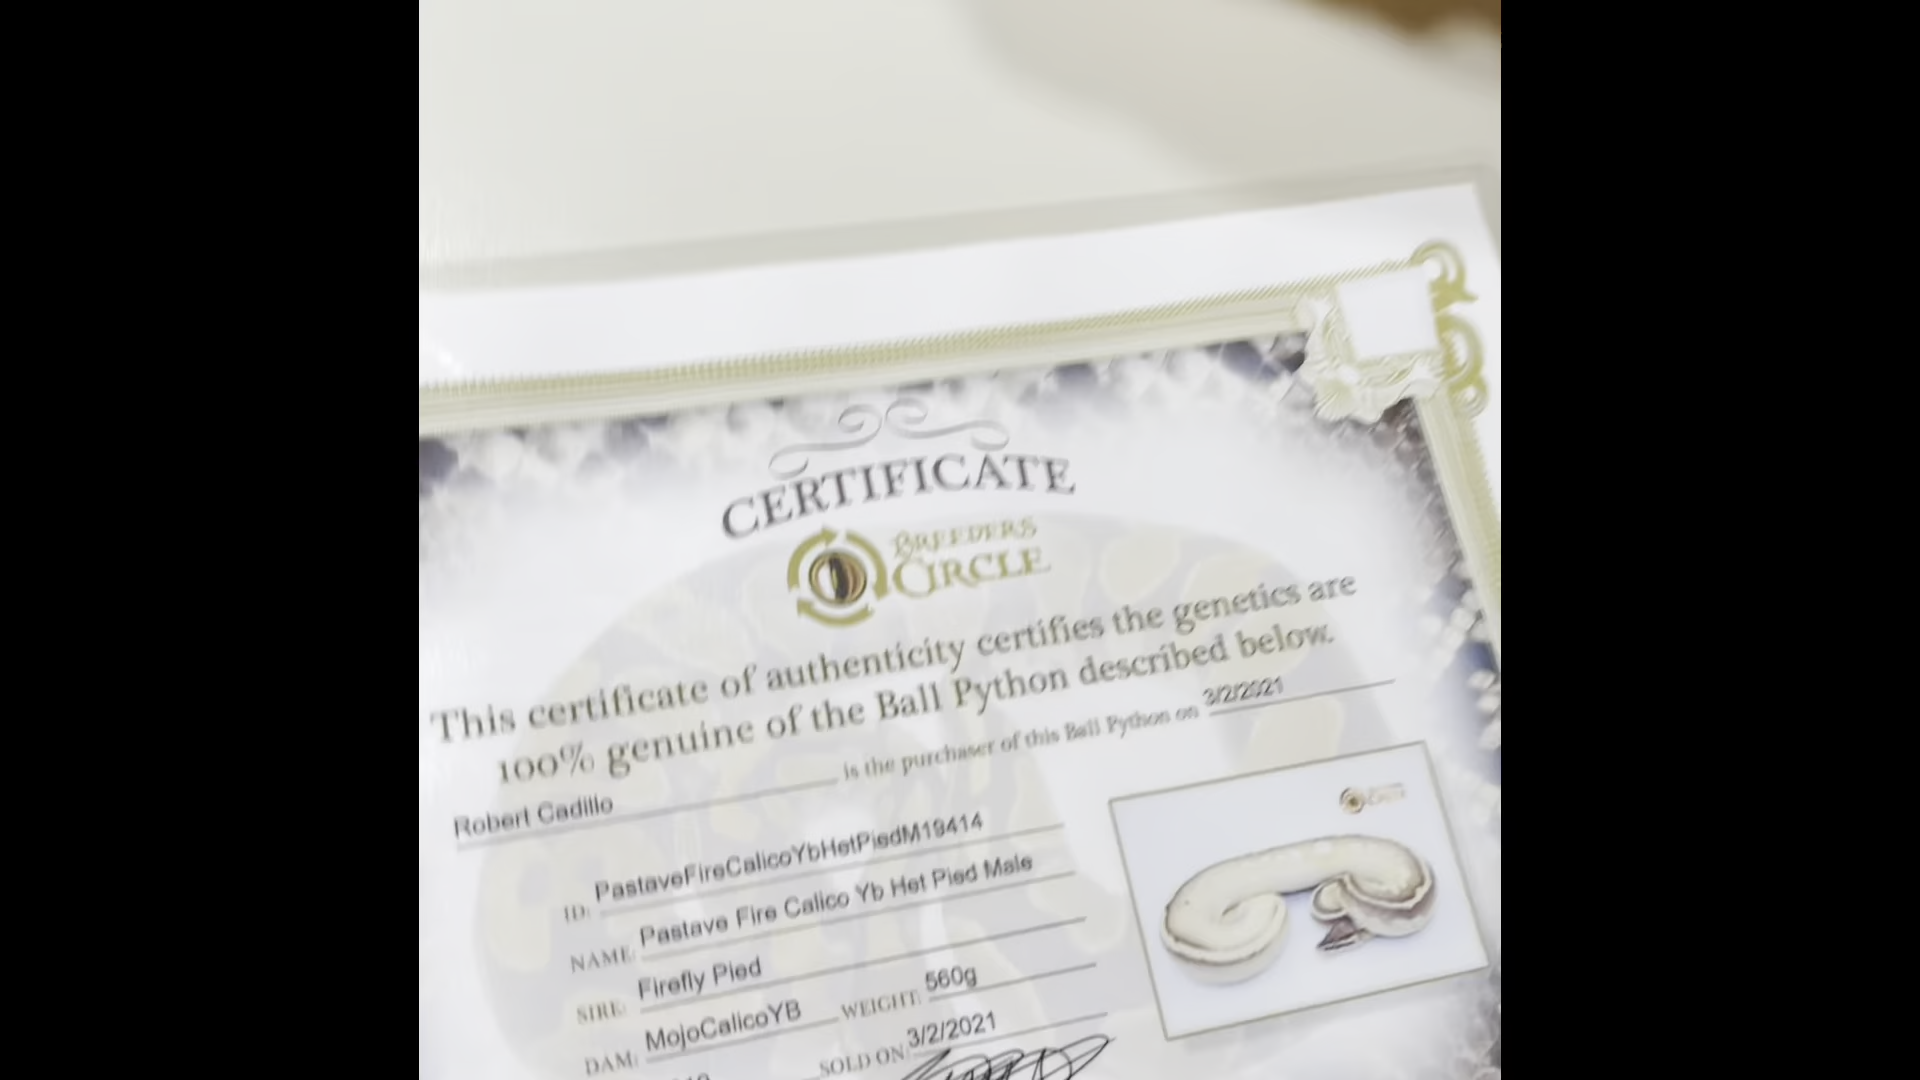 CERTIFICATE
BREEDERS
CIRCLE
This certificate of authenticity certifies the genetics are
100% genuine of the Ball Python described below.
Robert Cadillo is the purchaser of this Ball Python on 3/2/2021
ID: PastaveFireCalicoYbHetPiedM19414
NAME: Pastave Fire Calico Yb Het Pied Male
SIRE: Firefly Pied
DAM: MojoCalicoYB WEIGHT: 560g
SOLD ON: 3/2/2021